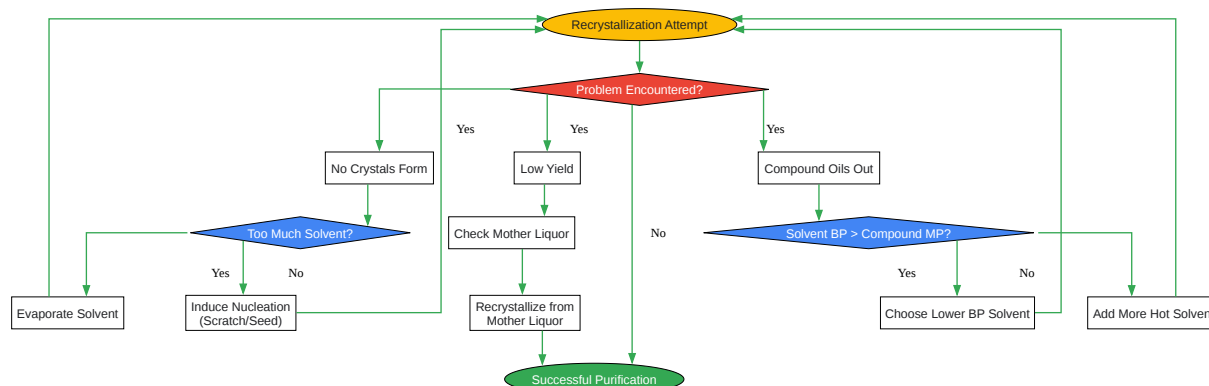 Recrystallization Attempt
Problem Encountered?
Yes
Yes
Yes
No Crystals Form
Low Yield
Compound Oils Out
Too Much Solvent?
Check Mother Liquor
No
Solvent BP > Compound MP?
Yes
No
Yes
No
Evaporate Solvent
Induce Nucleation
(Scratch/Seed)
Recrystallize from
Mother Liquor
Choose Lower BP Solvent
Add More Hot Solvent
Successful Purification